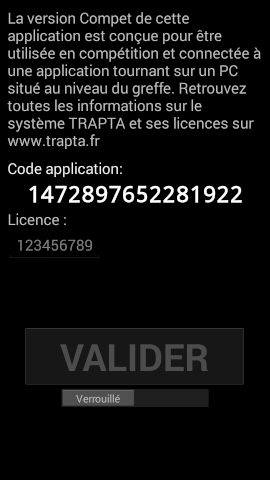 La version Compet de cette
application est conçue pour être
utilisée en compétition et connectée à
une application tournant sur un PC
situé au niveau du greffe. Retrouvez
toutes les informations sur le
système TRAPTA et ses licences sur
www.trapta.fr
Code application:
1472897652281922
Licence :
123456789
VALIDER
Verrouillé